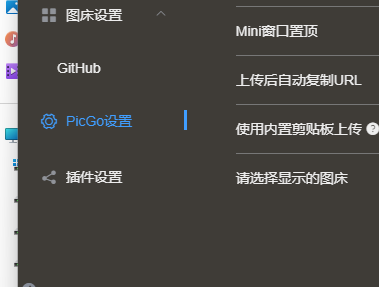 图床设置
GitHub
PicGo设置
插件设置
Mini窗口置顶
上传后自动复制URL
使用内置剪贴板上传 ?
请选择显示的图床